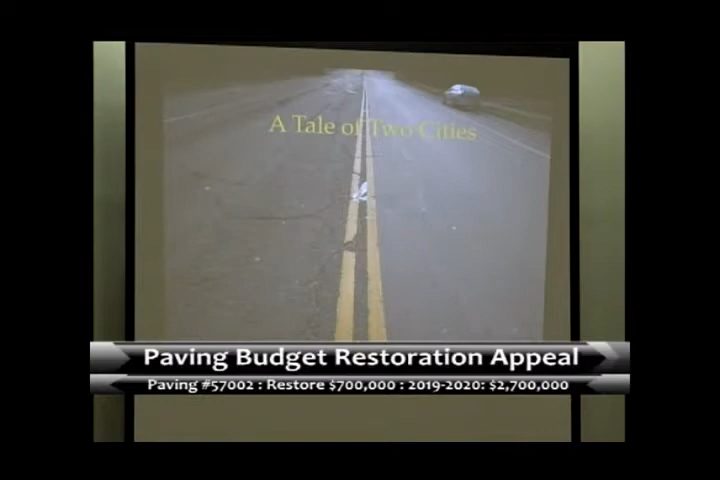 A Tale of Two Cities
Paving Budget Restoration Appeal
Paving #57002 : Restore $700,000 : 2019-2020: $2,700,000